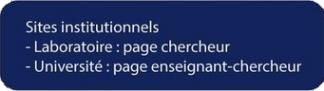 Sites institutionnels
- Laboratoire : page chercheur
- Université : page enseignant-chercheur